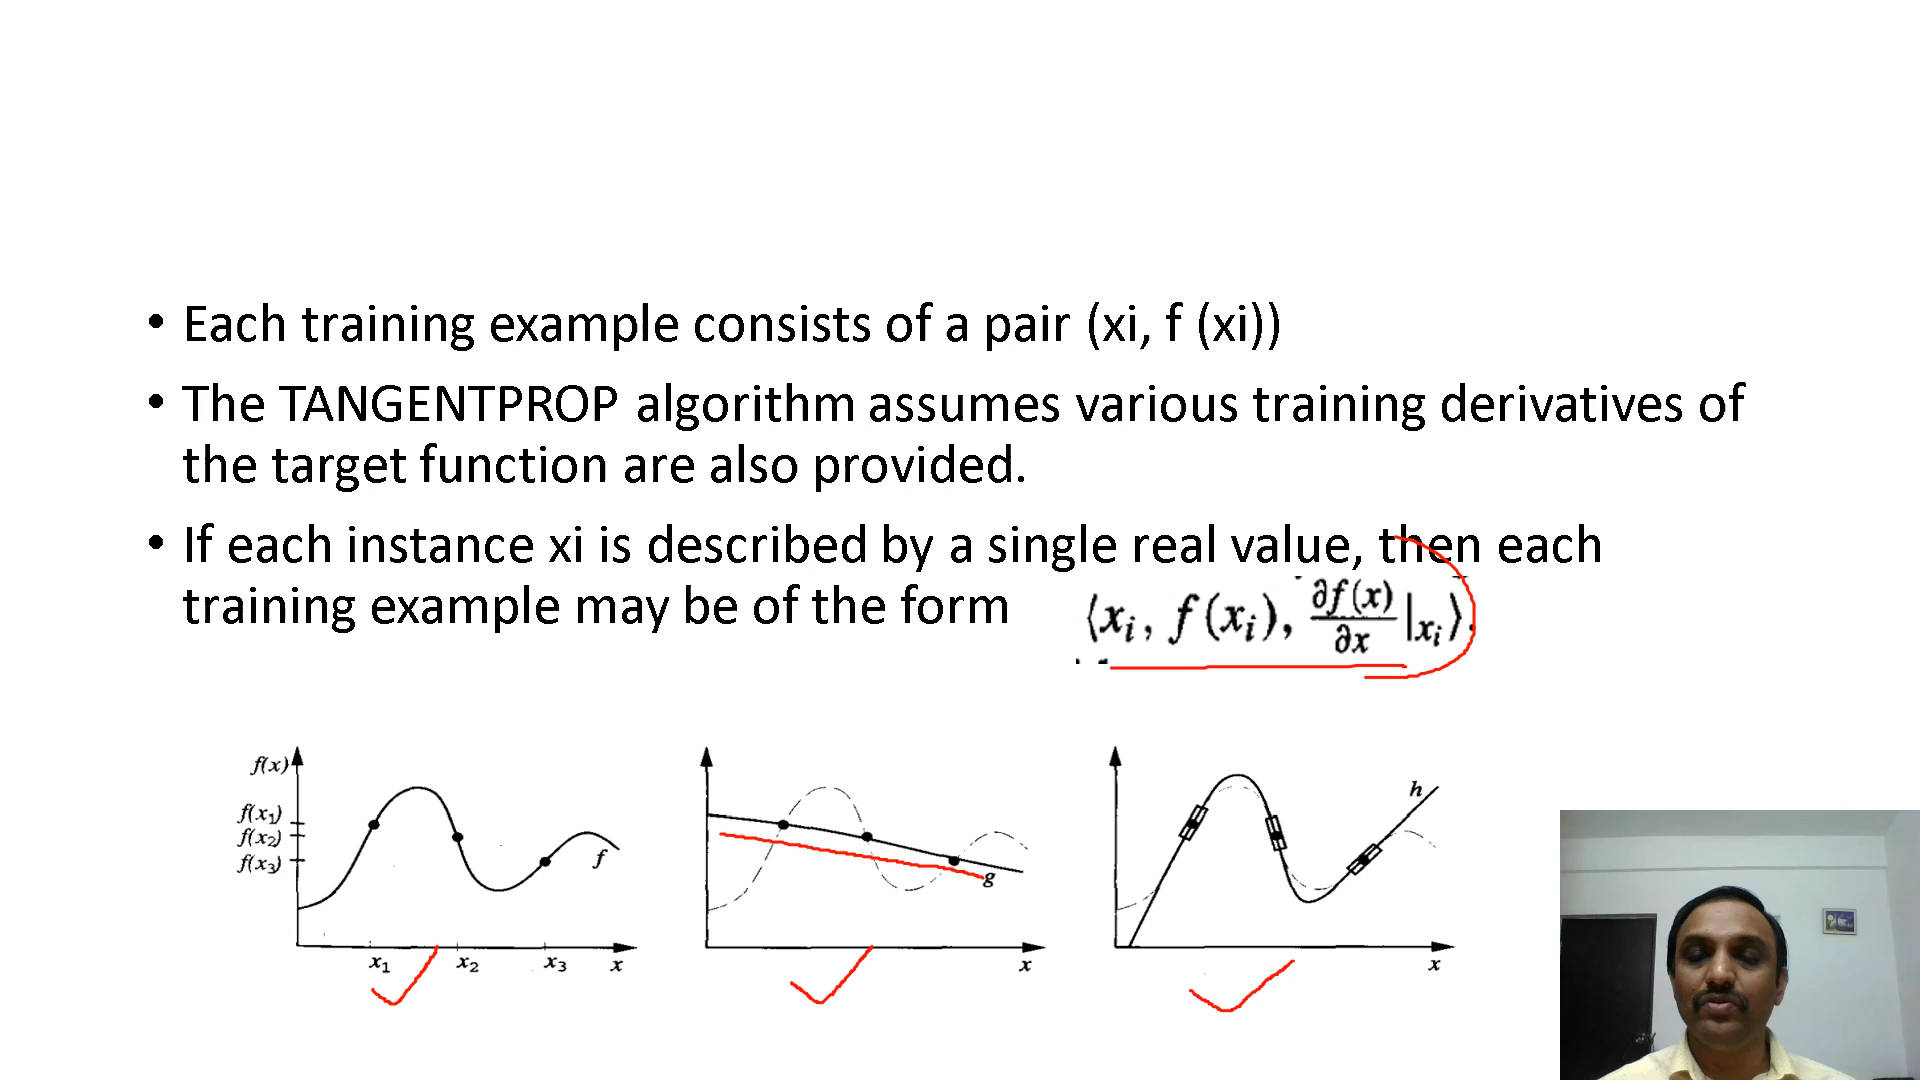 • Each training example consists of a pair (xi, f (xi))
• The TANGENTPROP algorithm assumes various training derivatives of
the target function are also provided.
• If each instance xi is described by a single real value, then each
training example may be of the form ⟨xᵢ, f(xᵢ), ∂f(x)/∂x |xᵢ⟩.
f(x)
f(x₁)
f(x₂)
f(x₃)
f
x₁ x₂ x₃ x
g
x
h
x